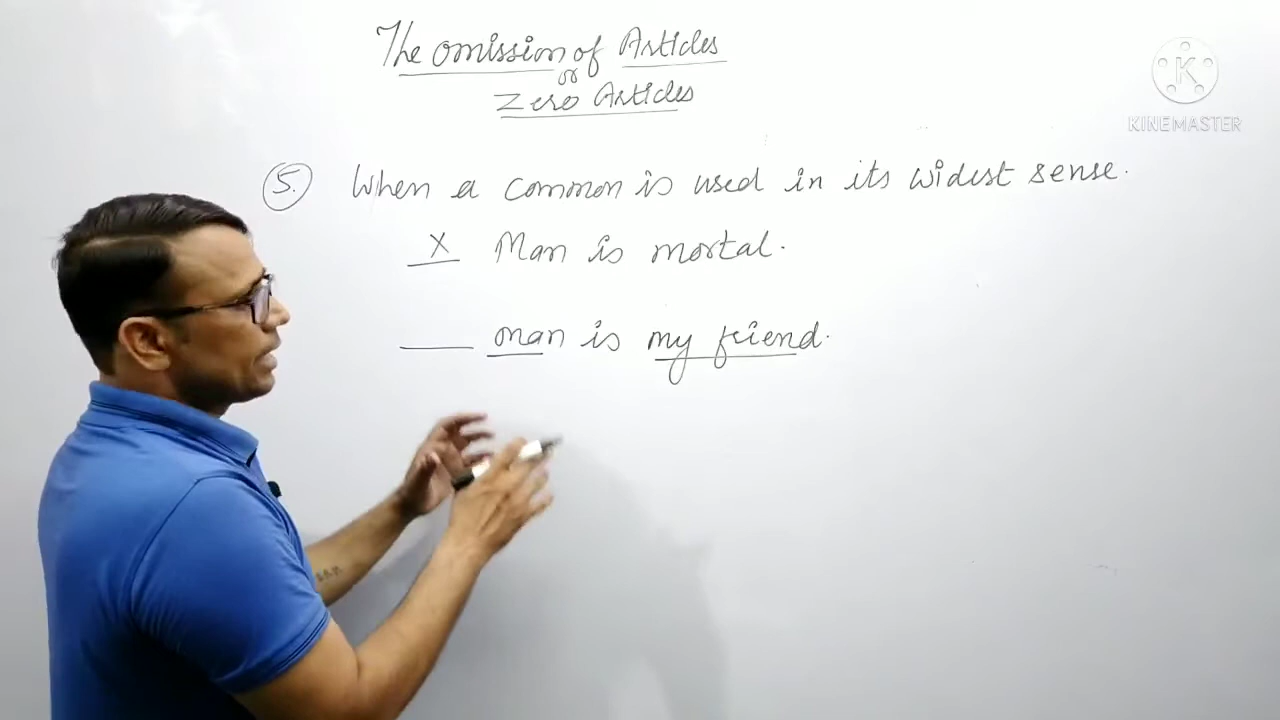 The omission of Articles
or
Zero Articles
K
KINEMASTER
5. When a common is used in its widest sense.
x Man is mortal.
____ man is my friend.